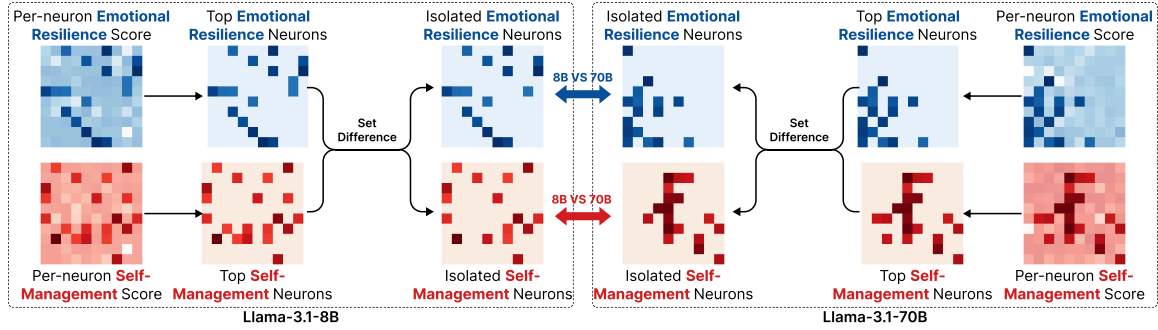 Per-neuron Emotional
Resilience Score
Top Emotional
Resilience Neurons
Isolated Emotional
Resilience Neurons
Isolated Emotional
Resilience Neurons
Top Emotional
Resilience Neurons
Per-neuron Emotional
Resilience Score
8B VS 70B
Set
Difference
Set
Difference
8B VS 70B
Per-neuron Self-
Management Score
Top Self-
Management Neurons
Isolated Self-
Management Neurons
Isolated Self-
Management Neurons
Top Self-
Management Neurons
Per-neuron Self-
Management Score
Llama-3.1-8B
Llama-3.1-70B